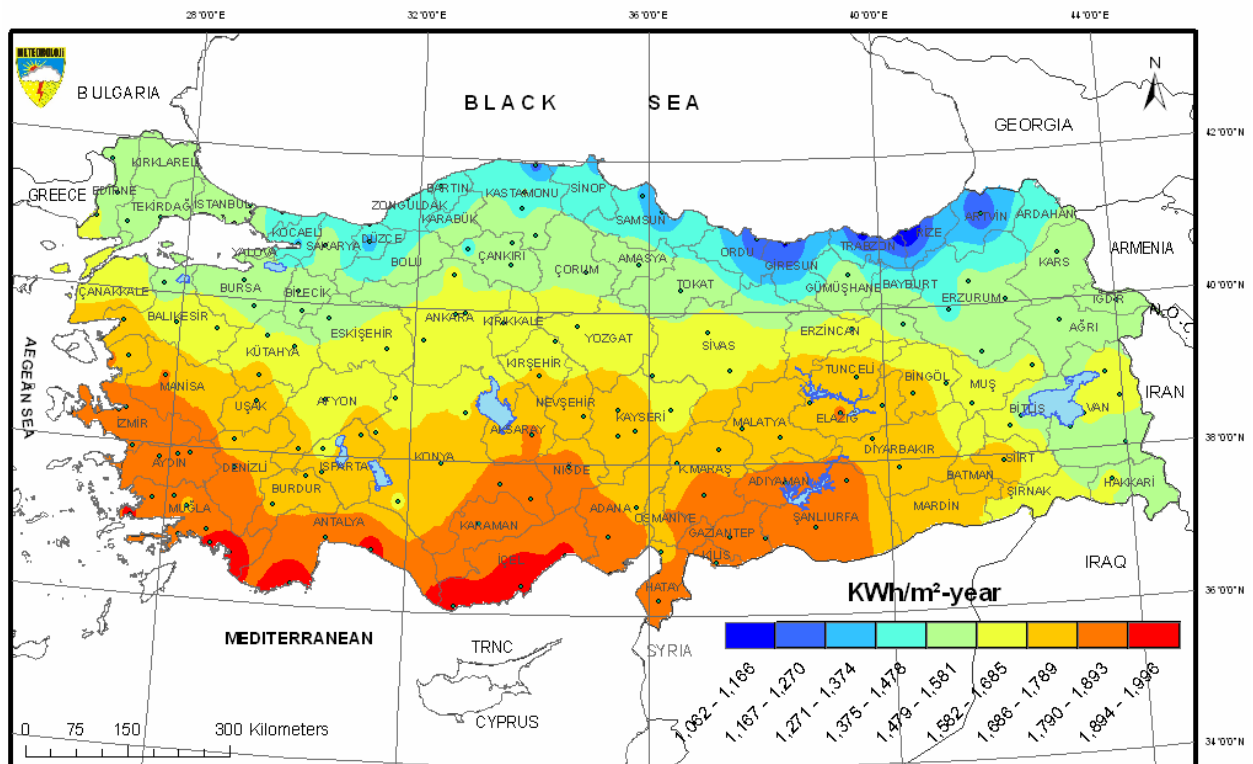 28°0'0"E 32°0'0"E 36°0'0"E 40°0'0"E 44°0'0"E
METEOROLOJİ
BULGARIA
BLACK SEA
N
GEORGIA
42°0'0"N
KIRKLARELİ
GREECE
EDİRNE
TEKİRDAĞ
İSTANBUL
BARTIN
ZONGULDAK
KARABÜK
KASTAMONU
SİNOP
SAMSUN
KOCAELİ
YALOVA
SAKARYA
DÜZCE
BOLU
ÇANKIRI
ÇORUM
AMASYA
TOKAT
ORDU
GİRESUN
TRABZON
RİZE
ARTVİN
ARDAHAN
ARMENIA
KARS
GÜMÜŞHANE
BAYBURT
ERZURUM
IĞDIR
40°0'0"N
ÇANAKKALE
BALIKESİR
BURSA
BİLECİK
ESKİŞEHİR
ANKARA
KIRIKKALE
YOZGAT
SİVAS
ERZİNCAN
AĞRI
AEGEAN SEA
KÜTAHYA
MANİSA
UŞAK
AFYON
KIRŞEHİR
NEVŞEHİR
KAYSERİ
TUNCELİ
BİNGÖL
MUŞ
BİTLİS
VAN
IRAN
İZMİR
AKSARAY
MALATYA
ELAZIĞ
DİYARBAKIR
38°0'0"N
AYDIN
DENİZLİ
ISPARTA
BURDUR
KONYA
NİĞDE
K.MARAŞ
ADIYAMAN
BATMAN
SİİRT
ŞIRNAK
HAKKARİ
MUĞLA
ANTALYA
KARAMAN
ADANA
OSMANİYE
GAZİANTEP
ŞANLIURFA
MARDİN
İÇEL
KİLİS
IRAQ
HATAY
36°0'0"N
KWh/m²-year
MEDITERRANEAN
TRNC
SYRIA
CYPRUS
1,062 - 1,166
1,167 - 1,270
1,271 - 1,374
1,375 - 1,478
1,479 - 1,581
1,582 - 1,685
1,686 - 1,789
1,790 - 1,893
1,894 - 1,996
0 75 150 300 Kilometers
34°0'0"N